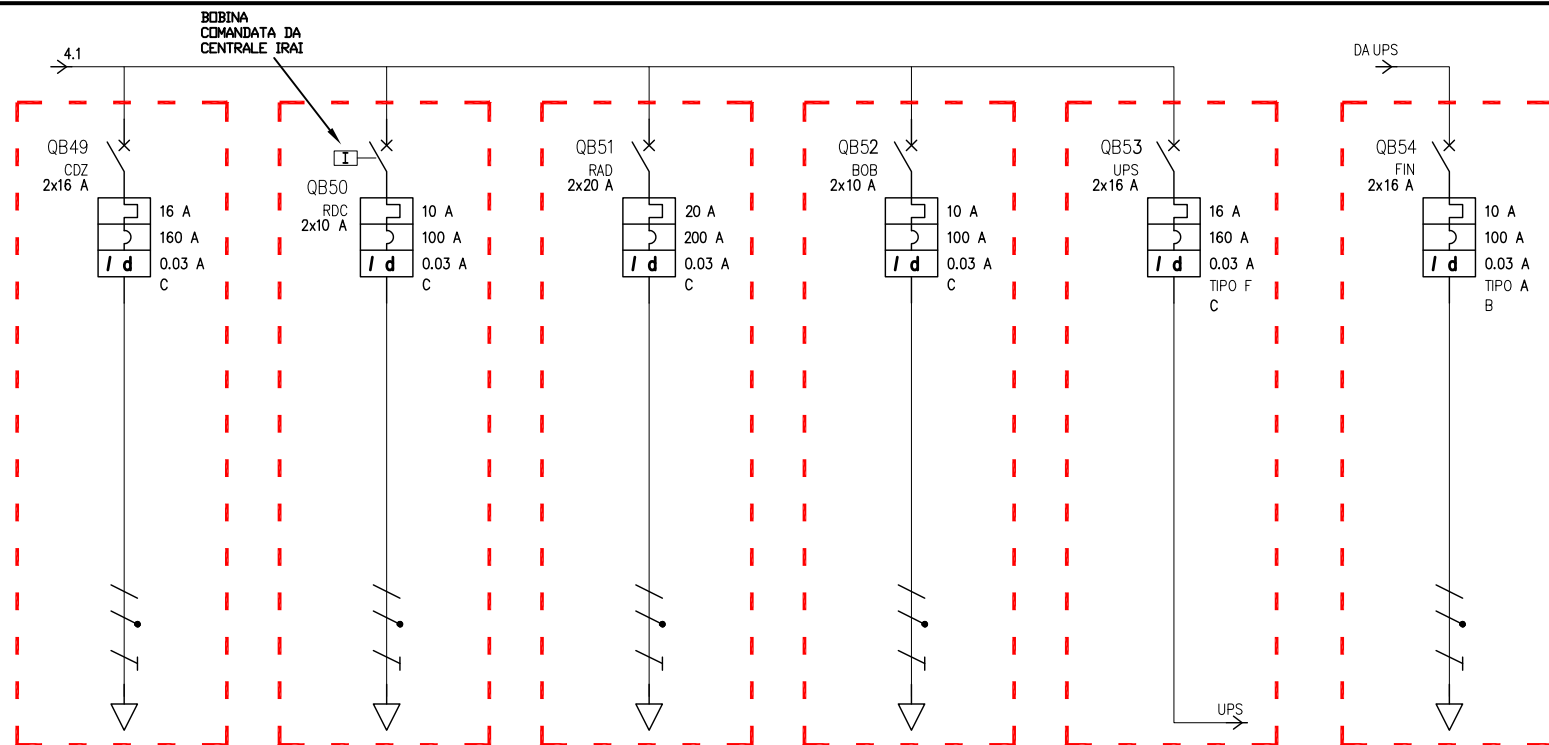 BOBINA
COMANDATA DA
CENTRALE IRAI
4.1
DA UPS
QB49
CDZ
2x16 A
16 A
160 A
I d
0.03 A
C
I
QB50
RDC
2x10 A
10 A
100 A
I d
0.03 A
C
QB51
RAD
2x20 A
20 A
200 A
I d
0.03 A
C
QB52
BOB
2x10 A
10 A
100 A
I d
0.03 A
C
QB53
UPS
2x16 A
16 A
160 A
I d
0.03 A
TIPO F
C
UPS
QB54
FIN
2x16 A
10 A
100 A
I d
0.03 A
TIPO A
B